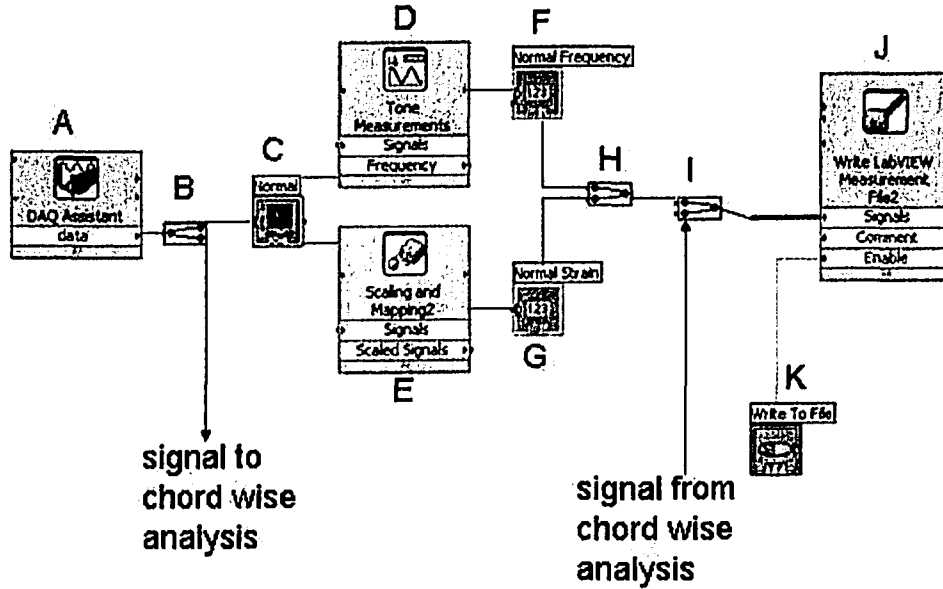 A
DAQ Assistant
data
B
C
Normal
D
Tone
Measurements
Signals
Frequency
Scaling and
Mapping2
Signals
Scaled Signals
E
F
Normal Frequency
123
Normal Strain
123
G
H
I
J
Write LabVIEW
Measurement
File2
Signals
Comment
Enable
K
Write To File
signal to
chord wise
analysis
signal from
chord wise
analysis